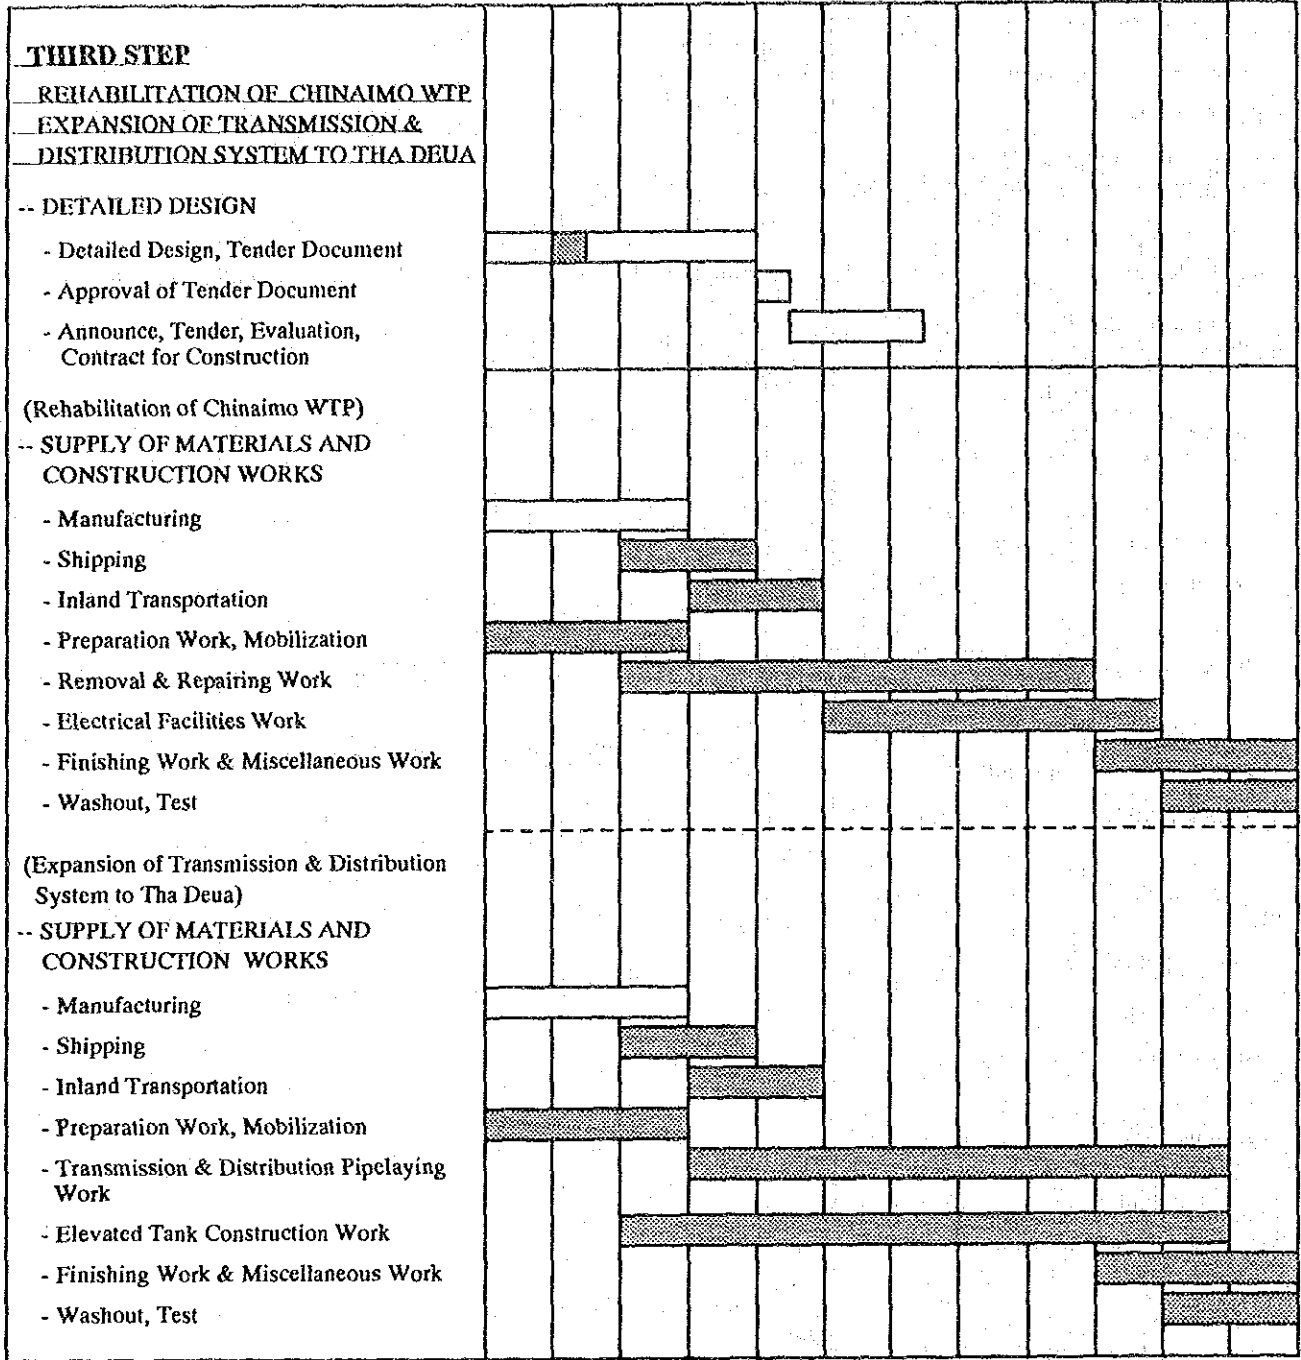 THIRD STEP
REHABILITATION OF CHINAIMO WTP
EXPANSION OF TRANSMISSION &
DISTRIBUTION SYSTEM TO THA DEUA
-- DETAILED DESIGN
- Detailed Design, Tender Document
- Approval of Tender Document
- Announce, Tender, Evaluation,
Contract for Construction
(Rehabilitation of Chinaimo WTP)
-- SUPPLY OF MATERIALS AND
CONSTRUCTION WORKS
- Manufacturing
- Shipping
- Inland Transportation
- Preparation Work, Mobilization
- Removal & Repairing Work
- Electrical Facilities Work
- Finishing Work & Miscellaneous Work
- Washout, Test
(Expansion of Transmission & Distribution
System to Tha Deua)
-- SUPPLY OF MATERIALS AND
CONSTRUCTION WORKS
- Manufacturing
- Shipping
- Inland Transportation
- Preparation Work, Mobilization
- Transmission & Distribution Pipelaying
Work
- Elevated Tank Construction Work
- Finishing Work & Miscellaneous Work
- Washout, Test